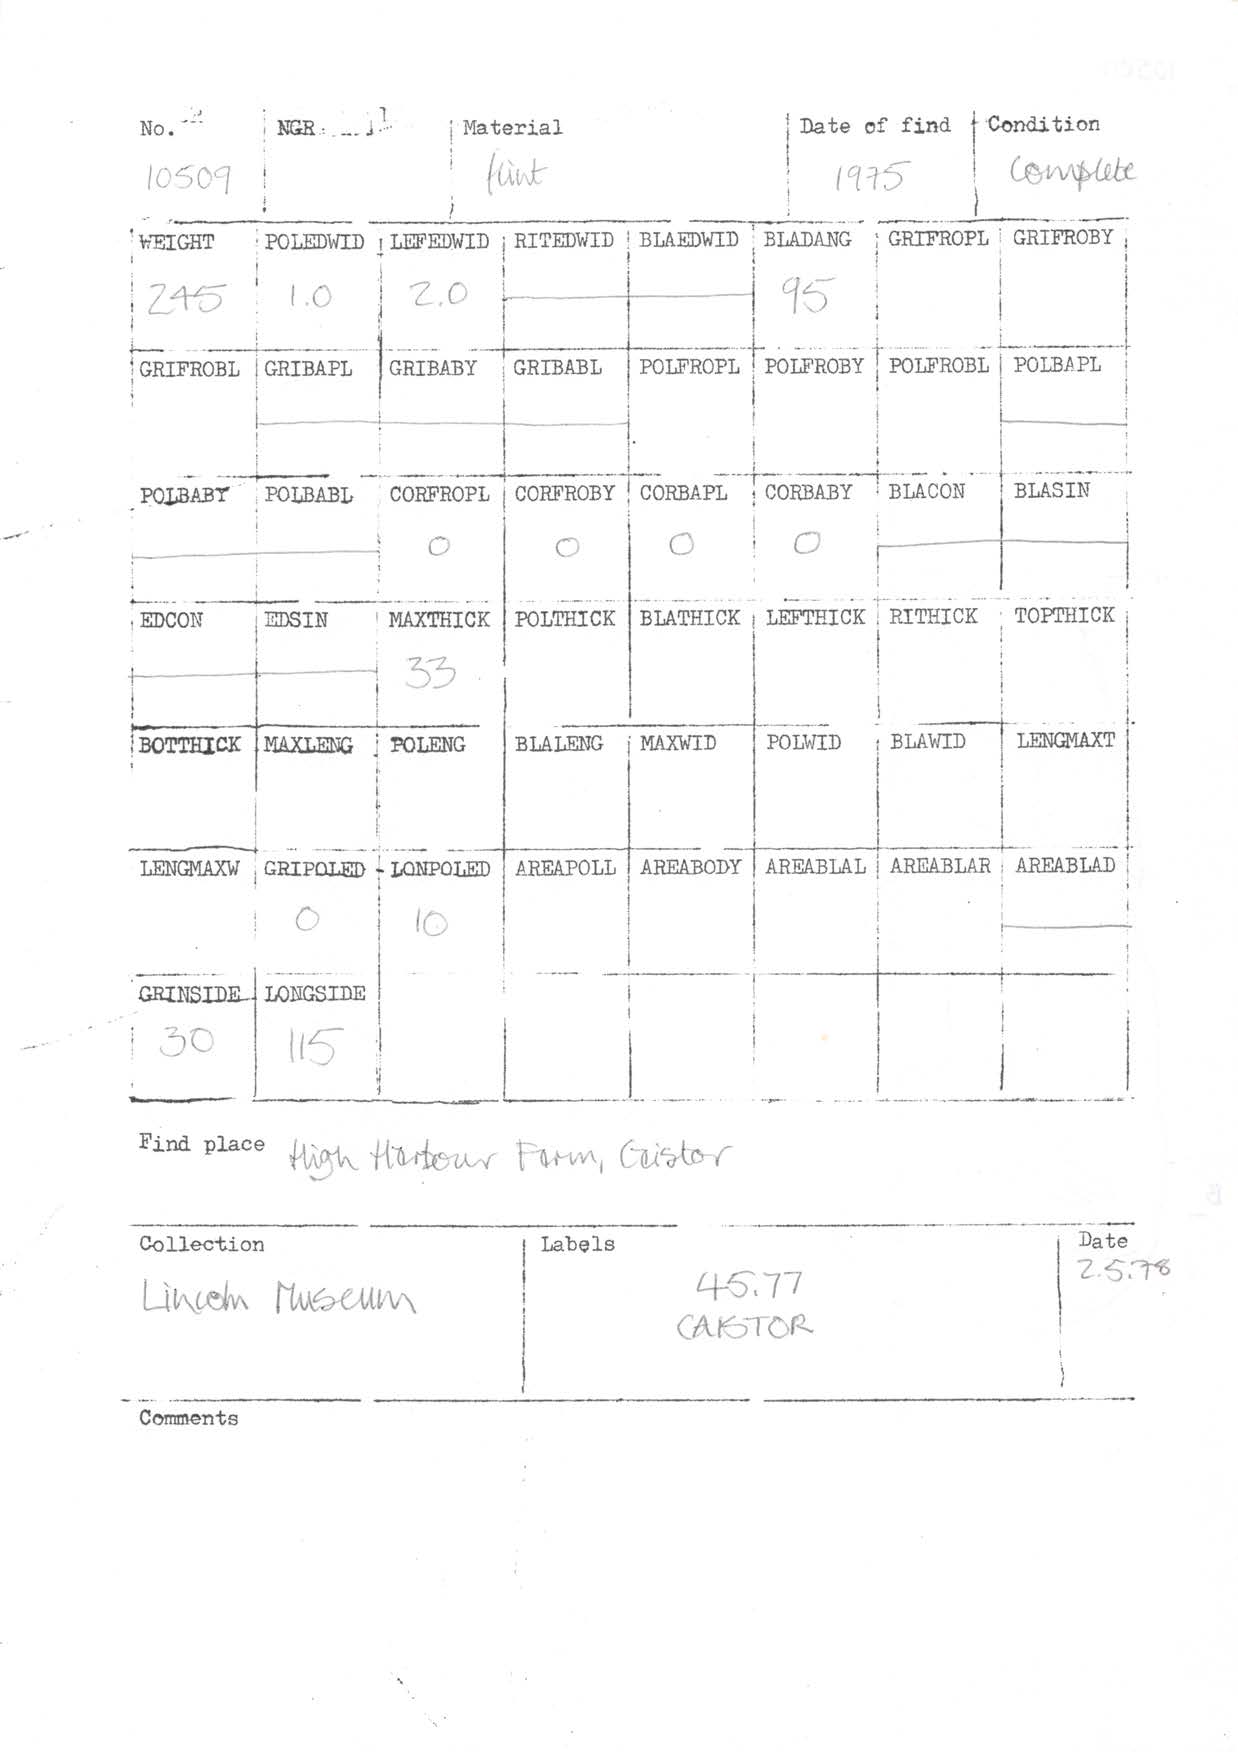 No. NGR Material Date of find Condition
10509 flint 1975 Complete
WEIGHT POLEDWID LEFEDWID RITEDWID BLAEDWID BLADANG GRIFROPL GRIFROBY
245 1.0 2.0 95
GRIFROBL GRIBAPL GRIBABY GRIBABL POLFROPL POLFROBY POLFROBL POLBAPL
POLBABY POLBABL CORFROPL CORFROBY CORBAPL CORBABY BLACON BLASIN
0 0 0 0
EDCON EDSIN MAXTHICK POLTHICK BLATHICK LEFTHICK RITHICK TOPTHICK
33
BOTTHICK MAXLENG POLENG BLALENG MAXWID POLWID BLAWID LENGMAXT
LENGMAXW GRIPOLED LONPOLED AREAPOLL AREABODY AREABLAL AREABLAR AREABLAD
0 10
GRINSIDE LONGSIDE
30 115
Find place High Harbour Farm, Caistor
Collection Labels Date
Lincoln Museum 45.77 2.5.78
CAISTOR
Comments